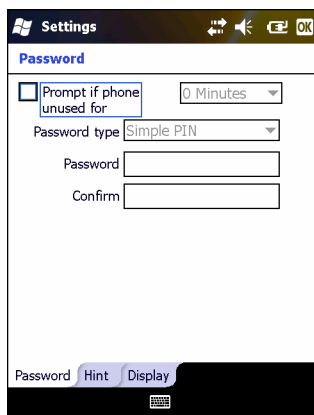 Settings
OK
Password
Prompt if phone
unused for
0 Minutes
Password type Simple PIN
Password
Confirm
Password Hint Display